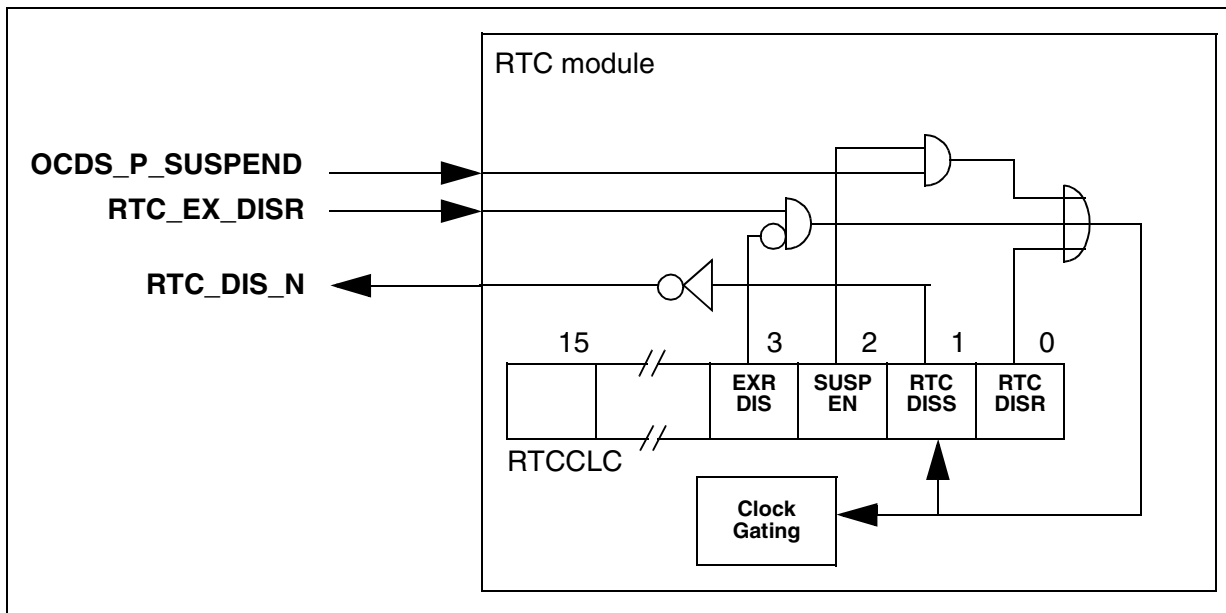 RTC module
OCDS_P_SUSPEND
RTC_EX_DISR
RTC_DIS_N
15 3 2 1 0
EXR DIS
SUSP EN
RTC DISS
RTC DISR
RTCCLC
Clock
Gating